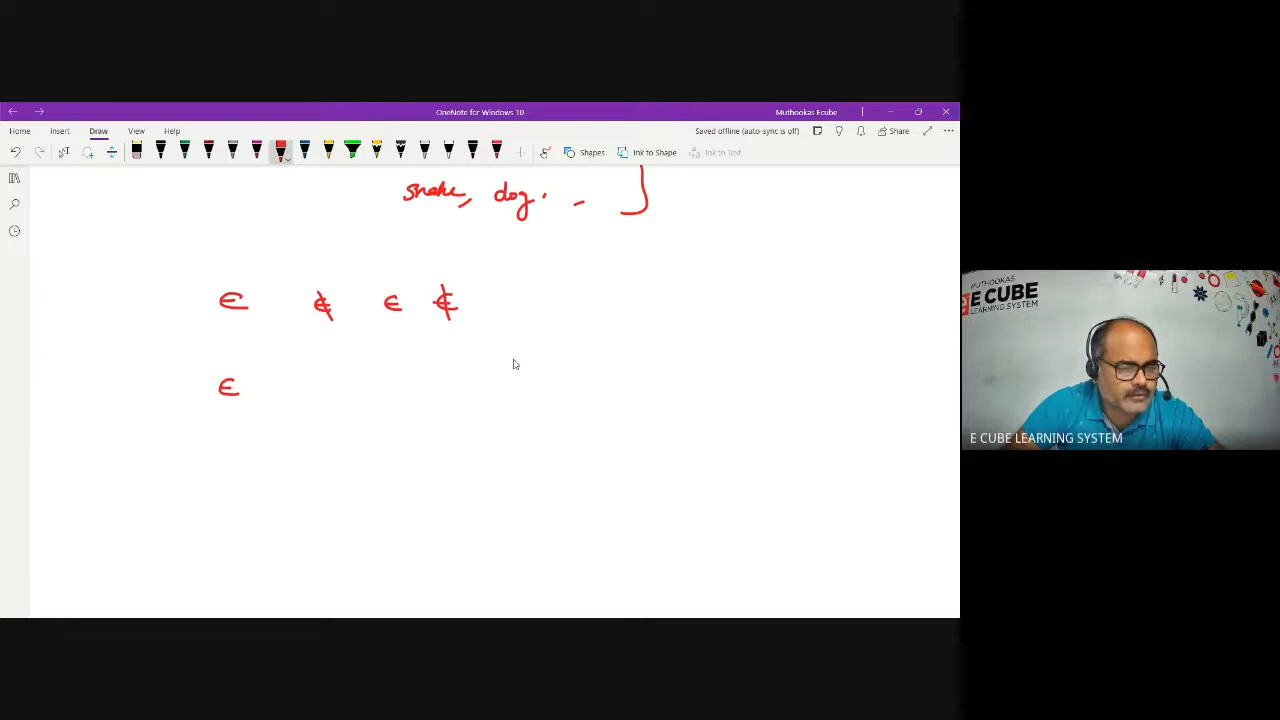 OneNote for Windows 10
Muthookas Ecube
Home Insert Draw View Help
Saved offline (auto-sync is off)
Share
Shapes
Ink to Shape
Ink to Text
snake, dog. - }
∈ ∉ ∈ ∉
∈
MUTHOOKAS
E CUBE
LEARNING SYSTEM
E CUBE LEARNING SYSTEM